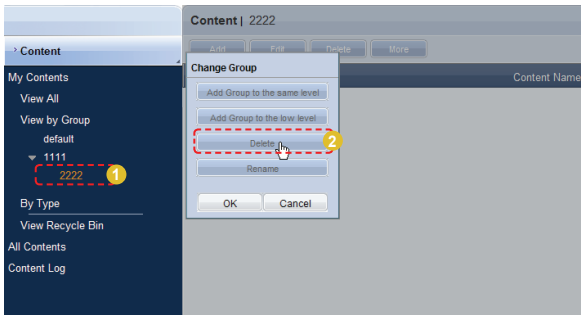 Content | 2222
Content
Add Edit Delete More
My Contents
Content Name
View All
View by Group
default
1111
2222
1
By Type
View Recycle Bin
All Contents
Content Log
Change Group
Add Group to the same level
Add Group to the low level
Delete
2
Rename
OK Cancel